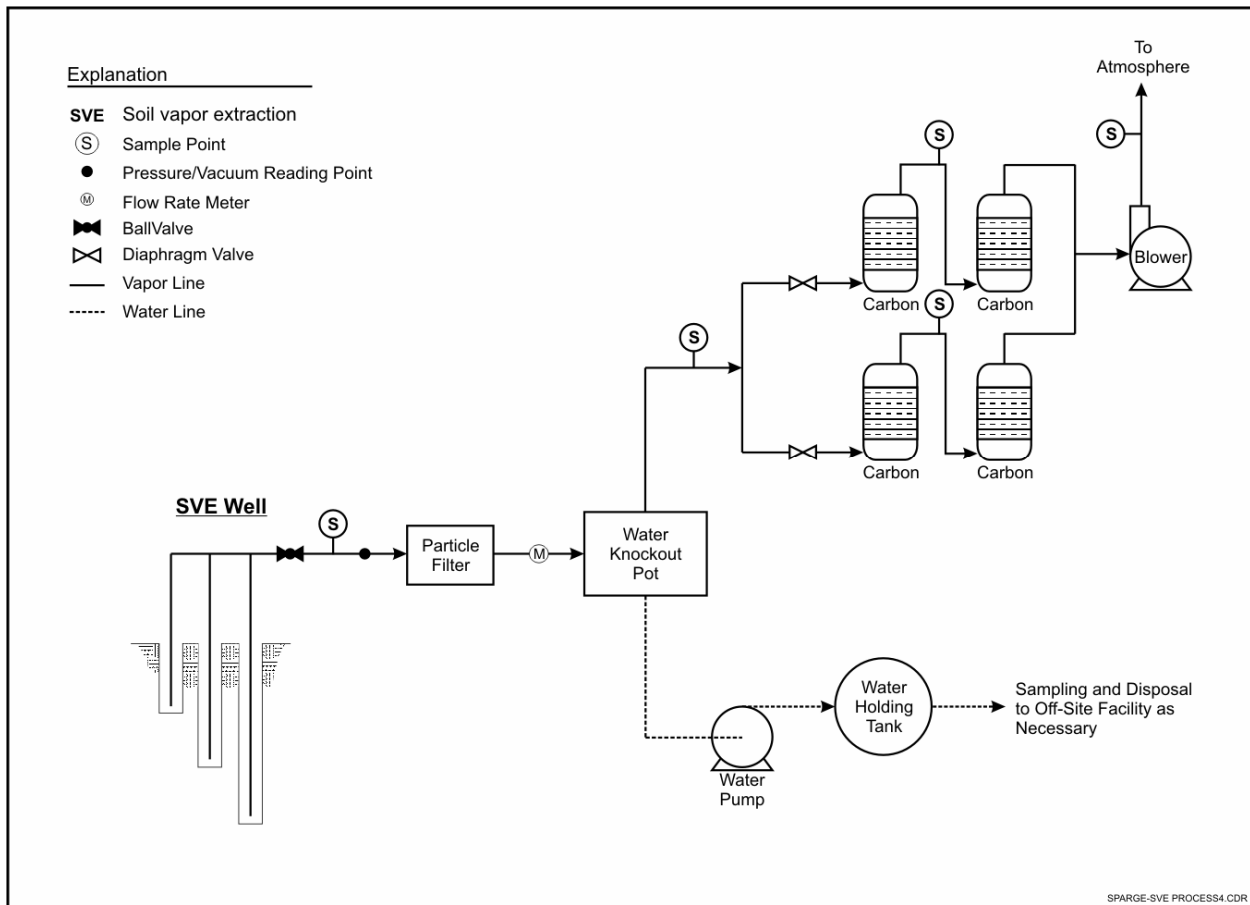 Explanation
SVE Soil vapor extraction
S Sample Point
Pressure/Vacuum Reading Point
M Flow Rate Meter
BallValve
Diaphragm Valve
Vapor Line
Water Line
To
Atmosphere
S
S
Blower
Carbon
Carbon
S
S
Carbon
Carbon
SVE Well
S
Particle
Filter
M
Water
Knockout
Pot
Water
Holding
Tank
Sampling and Disposal
to Off-Site Facility as
Necessary
Water
Pump
SPARGE-SVE PROCESS4.CDR